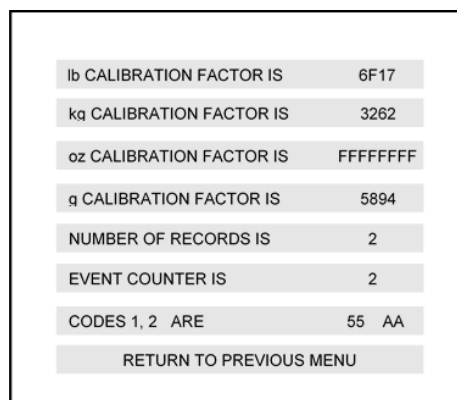 lb CALIBRATION FACTOR IS 6F17
kg CALIBRATION FACTOR IS 3262
oz CALIBRATION FACTOR IS FFFFFFFF
g CALIBRATION FACTOR IS 5894
NUMBER OF RECORDS IS 2
EVENT COUNTER IS 2
CODES 1, 2 ARE 55 AA
RETURN TO PREVIOUS MENU